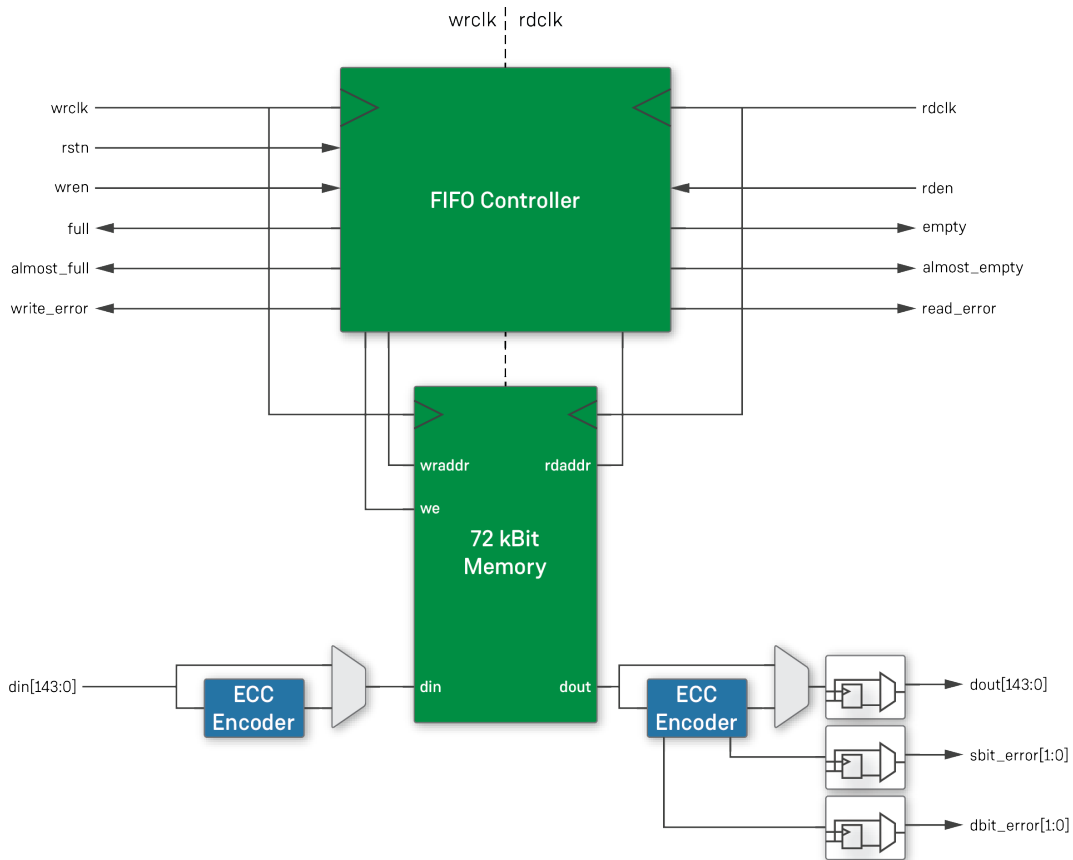 wrclk rdclk
wrclk
rstn
wren
full
almost_full
write_error
FIFO Controller
rdclk
rden
empty
almost_empty
read_error
wraddr
rdaddr
we
72 kBit
Memory
din[143:0]
ECC
Encoder
din
dout
ECC
Encoder
dout[143:0]
sbit_error[1:0]
dbit_error[1:0]